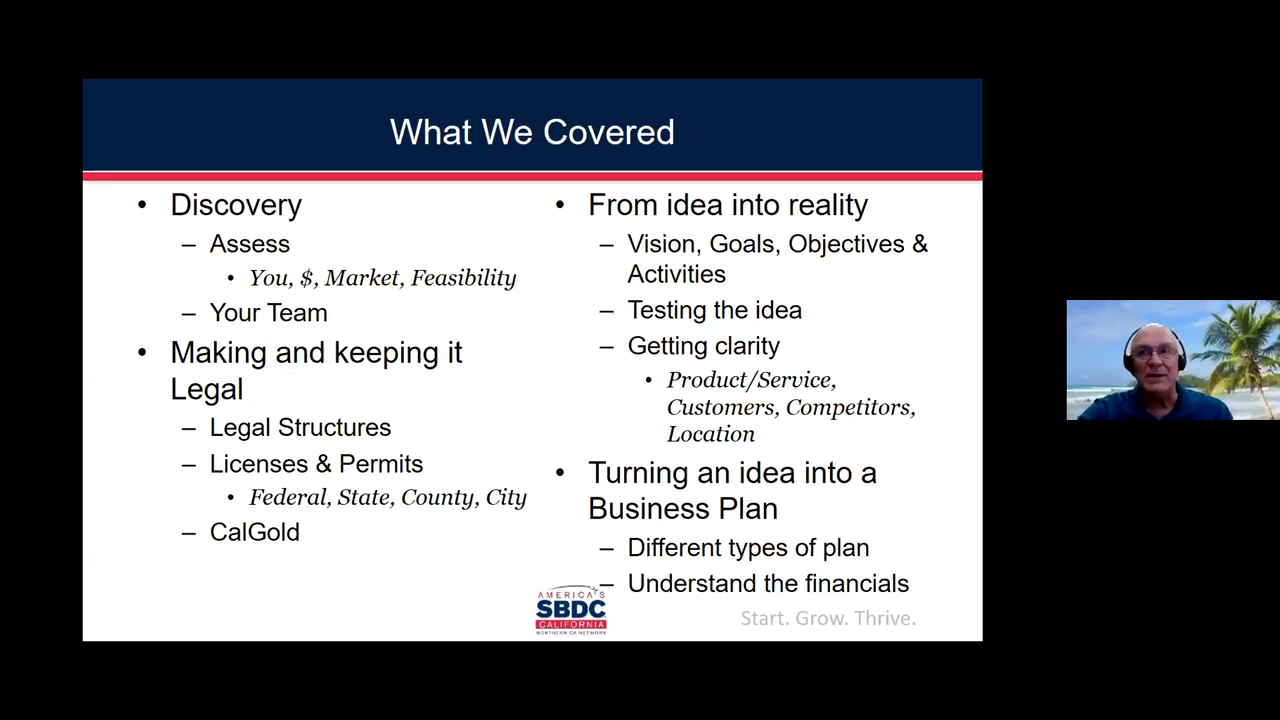 What We Covered
• Discovery
– Assess
• You, $, Market, Feasibility
– Your Team
• Making and keeping it
Legal
– Legal Structures
– Licenses & Permits
• Federal, State, County, City
– CalGold
• From idea into reality
– Vision, Goals, Objectives &
Activities
– Testing the idea
– Getting clarity
• Product/Service,
Customers, Competitors,
Location
• Turning an idea into a
Business Plan
– Different types of plan
– Understand the financials
AMERICA'S
SBDC
CALIFORNIA
NORTHERN CA NETWORK
Start. Grow. Thrive.